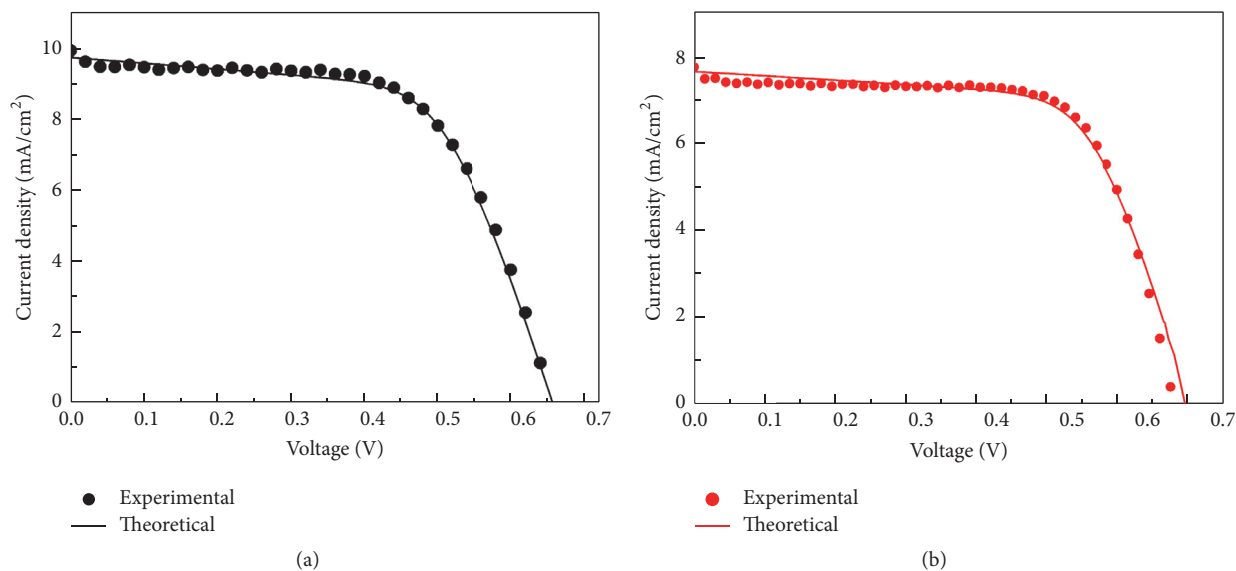 10
8
6
4
2
0
0.0 0.1 0.2 0.3 0.4 0.5 0.6 0.7
Current density (mA/cm²)
Voltage (V)
Experimental
Theoretical
(a)
8
6
4
2
0
0.0 0.1 0.2 0.3 0.4 0.5 0.6 0.7
Current density (mA/cm²)
Voltage (V)
Experimental
Theoretical
(b)